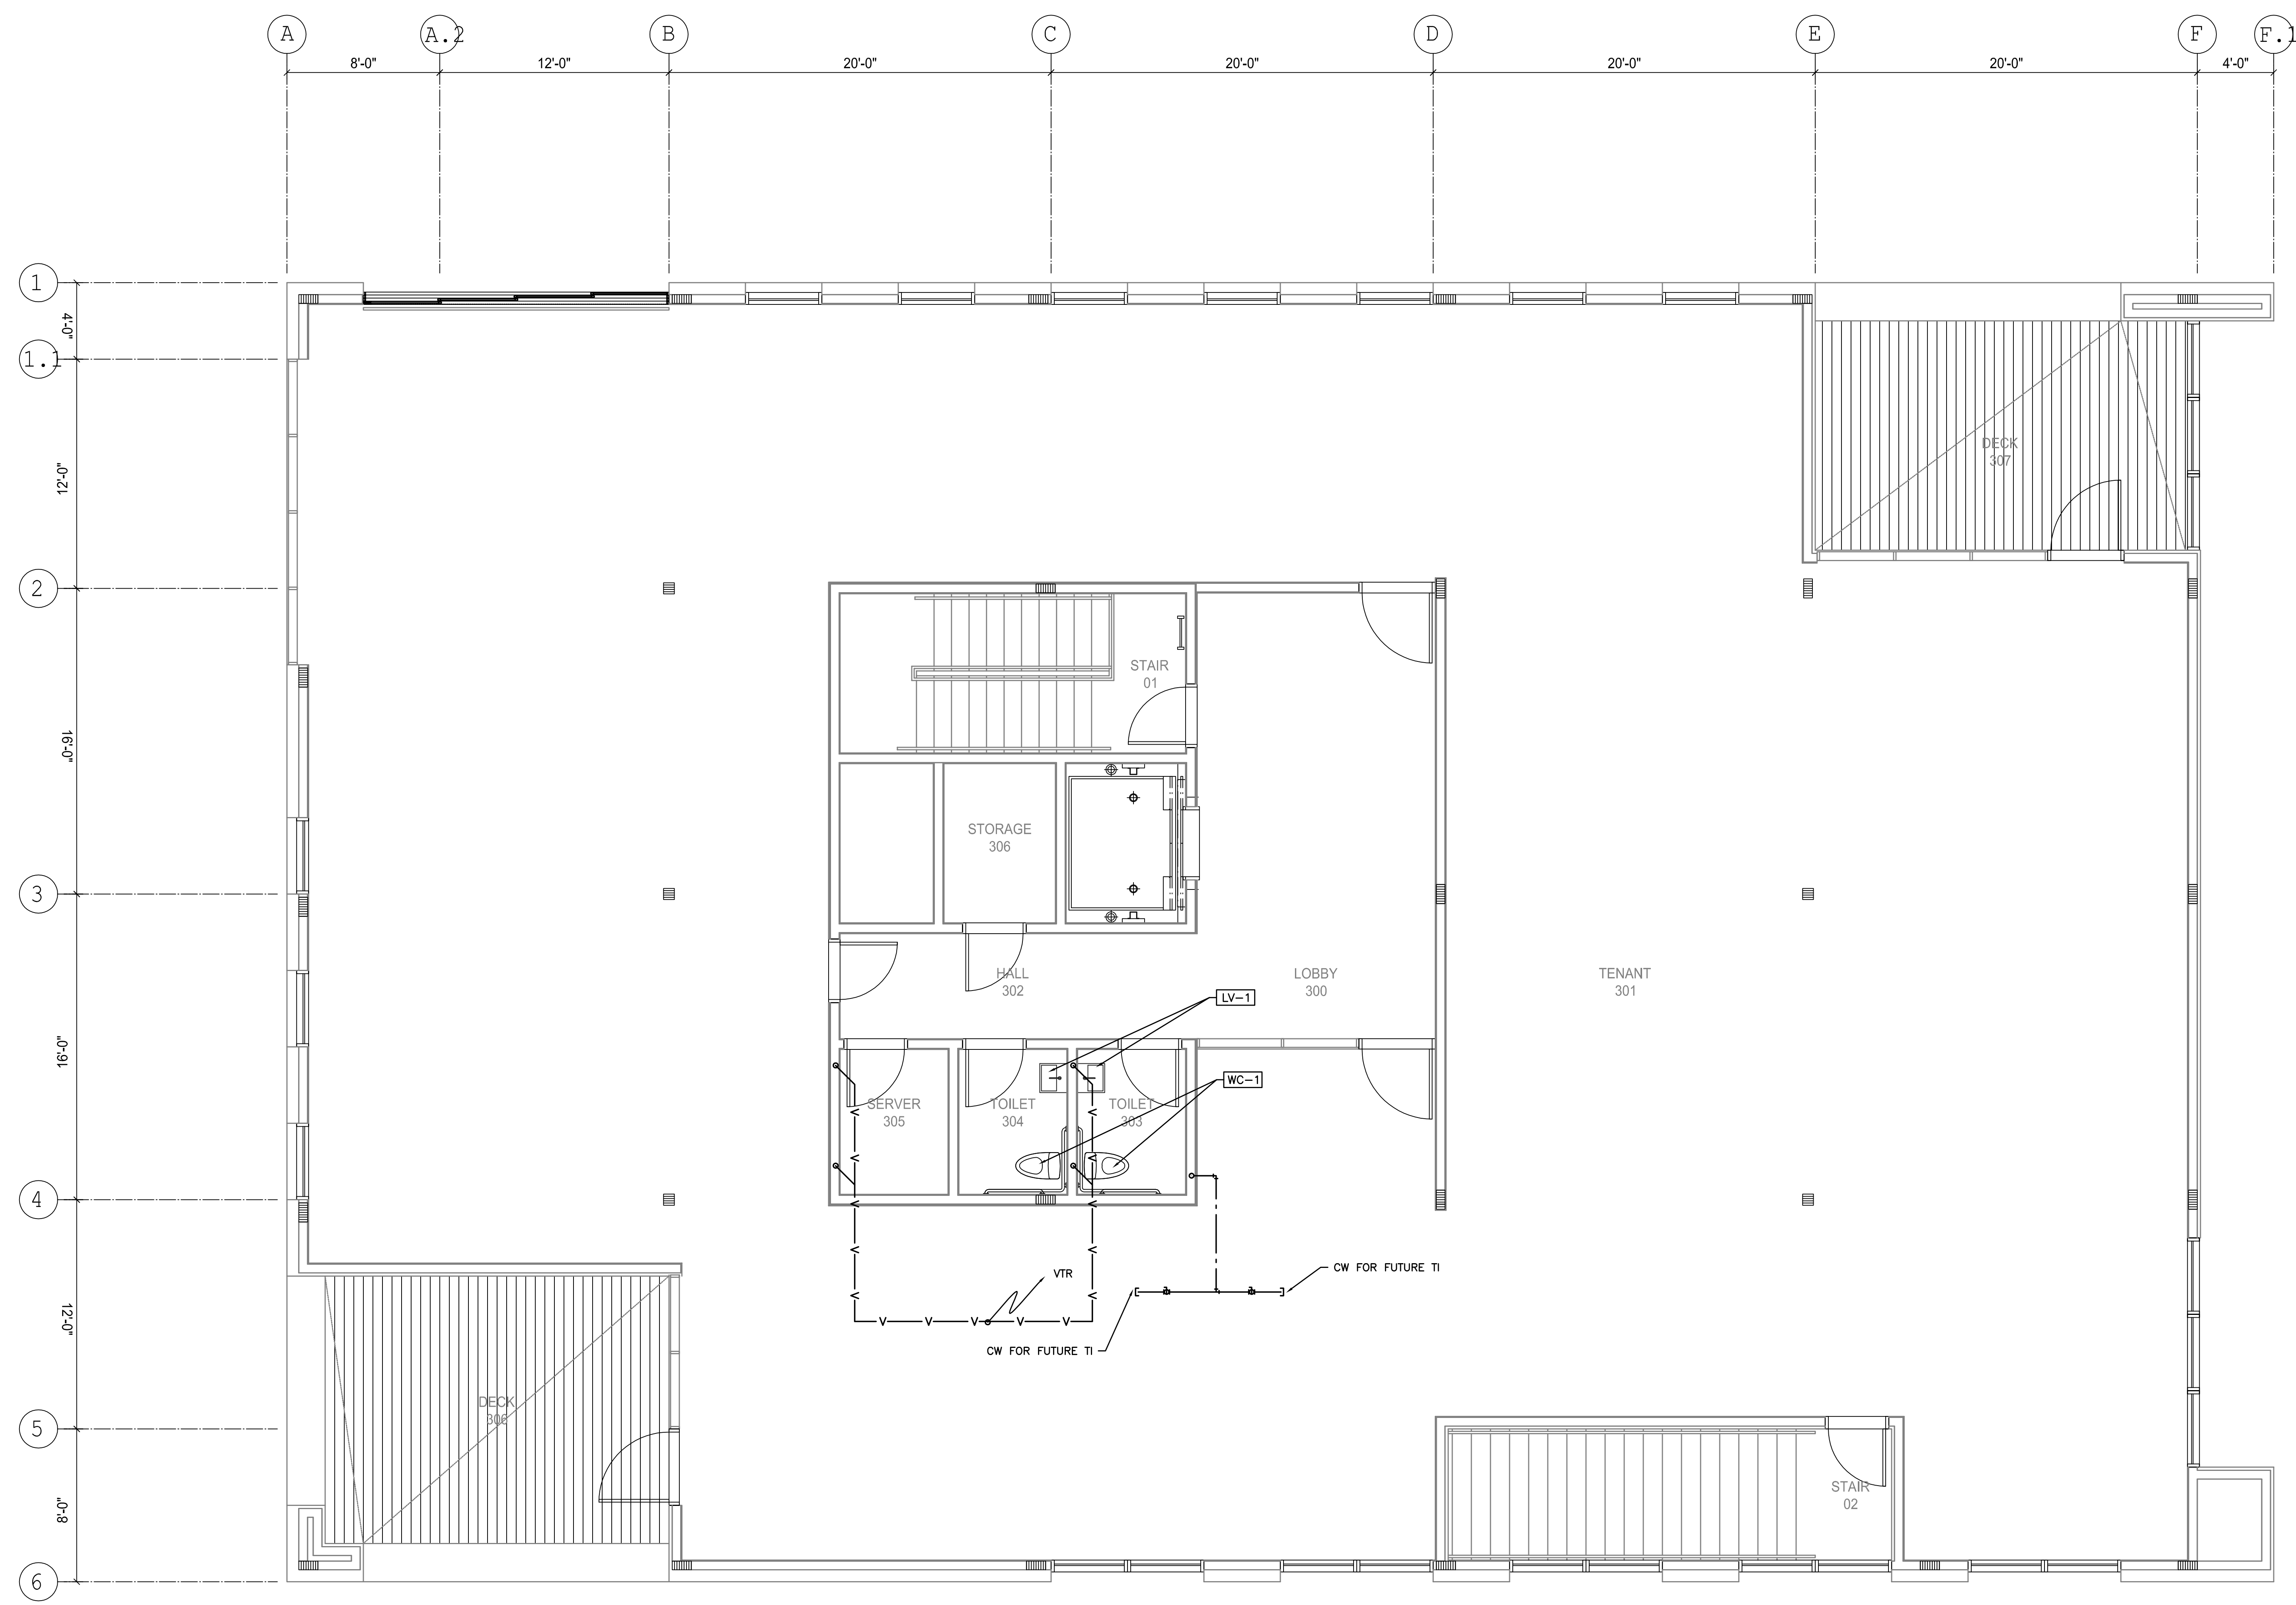 A
A.2
B
C
D
E
F
F.1
8'-0"
12'-0"
20'-0"
20'-0"
20'-0"
20'-0"
4'-0"
1
4'-0"
1.1
12'-0"
DECK
307
2
STAIR
01
16'-0"
STORAGE
306
3
HALL
302
LOBBY
300
TENANT
301
LV-1
16'-0"
WC-1
SERVER
305
TOILET
304
TOILET
303
4
V
V
V
V
V
V
V
V
V
V
CW FOR FUTURE TI
VTR
12'-0"
V
V
V
V
V
CW FOR FUTURE TI
DECK
306
5
STAIR
02
8'-0"
6